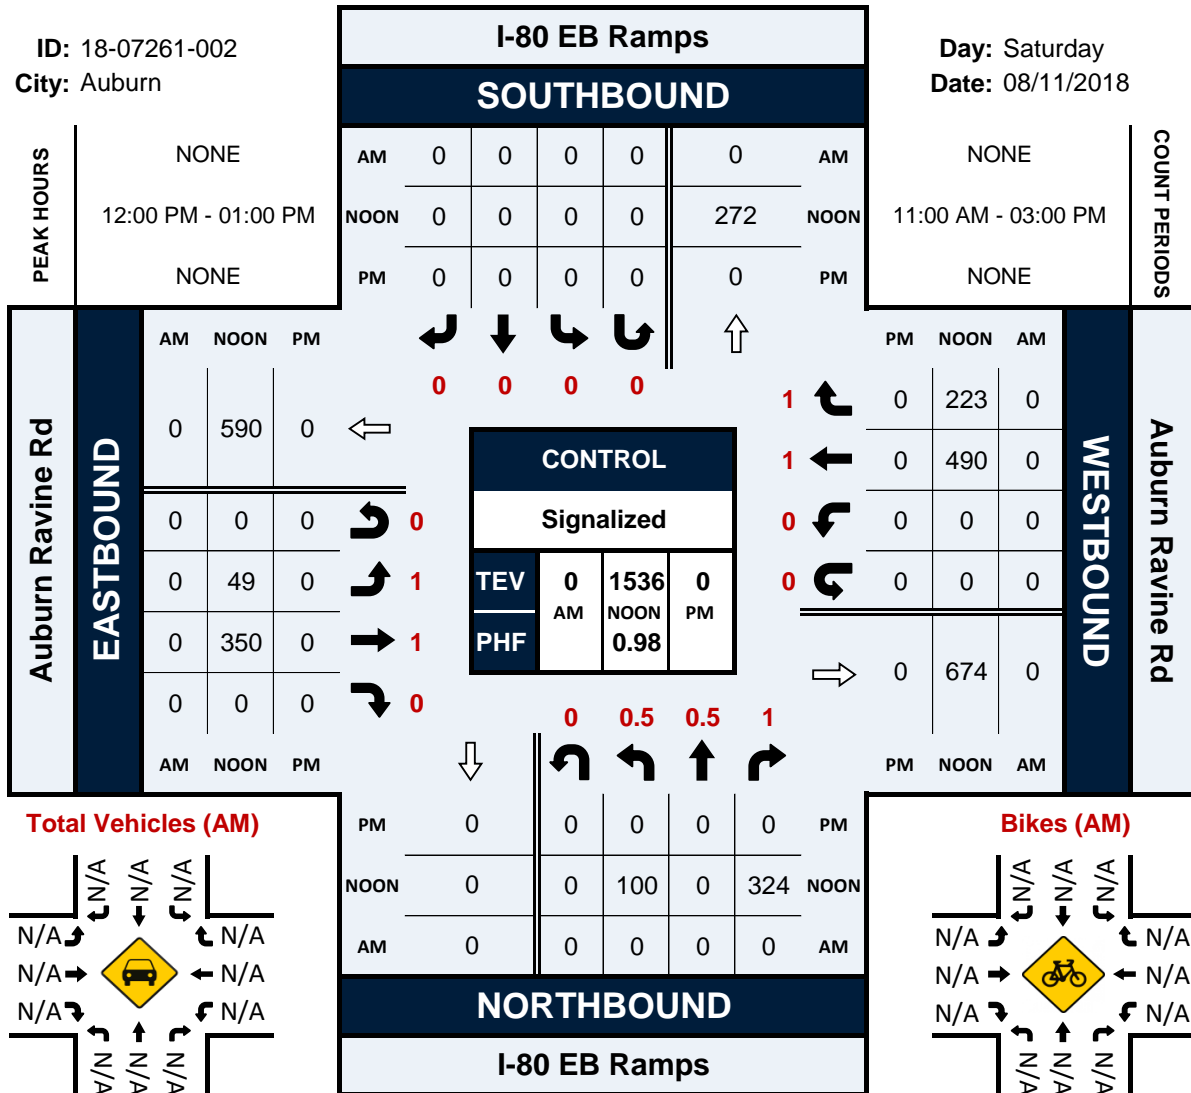 I-80 EB Ramps
ID: 18-07261-002
City: Auburn
Day: Saturday
Date: 08/11/2018
SOUTHBOUND
PEAK HOURS
NONE
12:00 PM - 01:00 PM
NONE
AM 0 0 0 0 0 AM
NOON 0 0 0 0 272 NOON
PM 0 0 0 0 0 PM
NONE
11:00 AM - 03:00 PM
NONE
COUNT PERIODS
0 0 0 0
Auburn Ravine Rd
EASTBOUND
AM NOON PM
0 590 0
0 0 0 0
0 49 0 1
0 350 0 1
0 0 0 0
AM NOON PM
CONTROL
Signalized
TEV 0 1536 0
AM NOON PM
PHF 0.98
PM NOON AM
1 0 223 0
1 0 490 0
0 0 0 0
0 0 0 0
0 674 0
PM NOON AM
WESTBOUND
Auburn Ravine Rd
0 0.5 0.5 1
PM 0 0 0 0 0 PM
NOON 0 0 100 0 324 NOON
AM 0 0 0 0 0 AM
NORTHBOUND
I-80 EB Ramps
Total Vehicles (AM)
N/A N/A N/A
N/A N/A
N/A N/A
N/A N/A
N/A N/A N/A
Bikes (AM)
N/A N/A N/A
N/A N/A
N/A N/A
N/A N/A
N/A N/A N/A